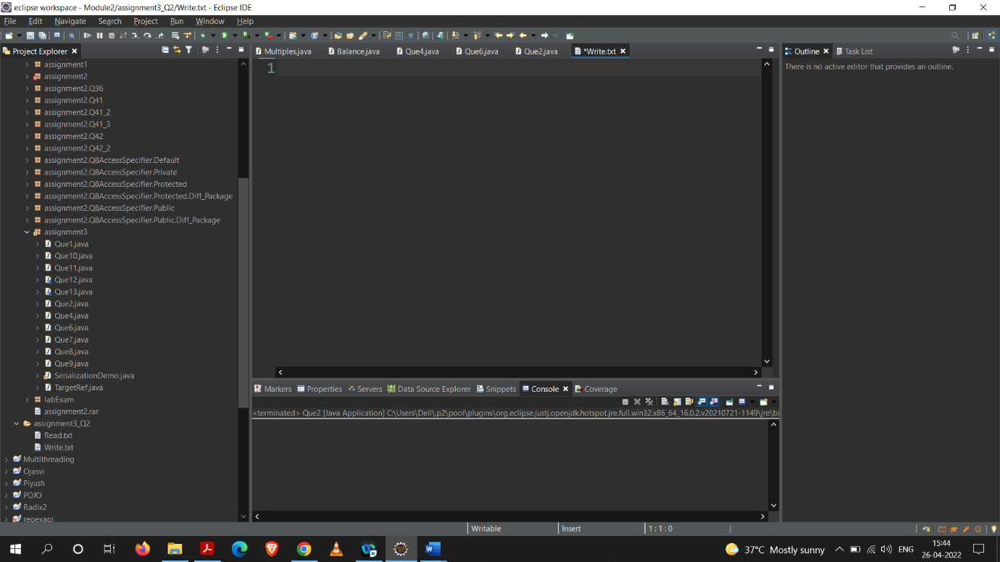 eclipse workspace - Module2/assignment3_Q2/Write.txt - Eclipse IDE
File Edit Navigate Search Project Run Window Help
Project Explorer
assignment1
assignment2
assignment2.Q36
assignment2.Q41
assignment2.Q41_2
assignment2.Q41_3
assignment2.Q42
assignment2.Q42_2
assignment2.Q8AccessSpecifier.Default
assignment2.Q8AccessSpecifier.Private
assignment2.Q8AccessSpecifier.Protected
assignment2.Q8AccessSpecifier.Protected.Diff_Package
assignment2.Q8AccessSpecifier.Public
assignment2.Q8AccessSpecifier.Public.Diff_Package
assignment3
Que1.java
Que10.java
Que11.java
Que12.java
Que13.java
Que2.java
Que4.java
Que6.java
Que7.java
Que8.java
Que9.java
SerializationDemo.java
TargetRef.java
labExam
assignment2.rar
assignment3_Q2
Read.txt
Write.txt
Multithreading
Ojasvi
Piyush
POJO
Radix2
regexapi
Multiples.java Balance.java Que4.java Que6.java Que2.java *Write.txt
1
Outline Task List
There is no active editor that provides an outline.
Markers Properties Servers Data Source Explorer Snippets Console Coverage
<terminated> Que2 [Java Application] C:\Users\Dell\.p2\pool\plugins\org.eclipse.justj.openjdk.hotspot.jre.full.win32.x86_64_16.0.2.v20210721-1149\jre\bi
Writable Insert 1 : 1 : 0
37°C Mostly sunny ENG 15:44
26-04-2022